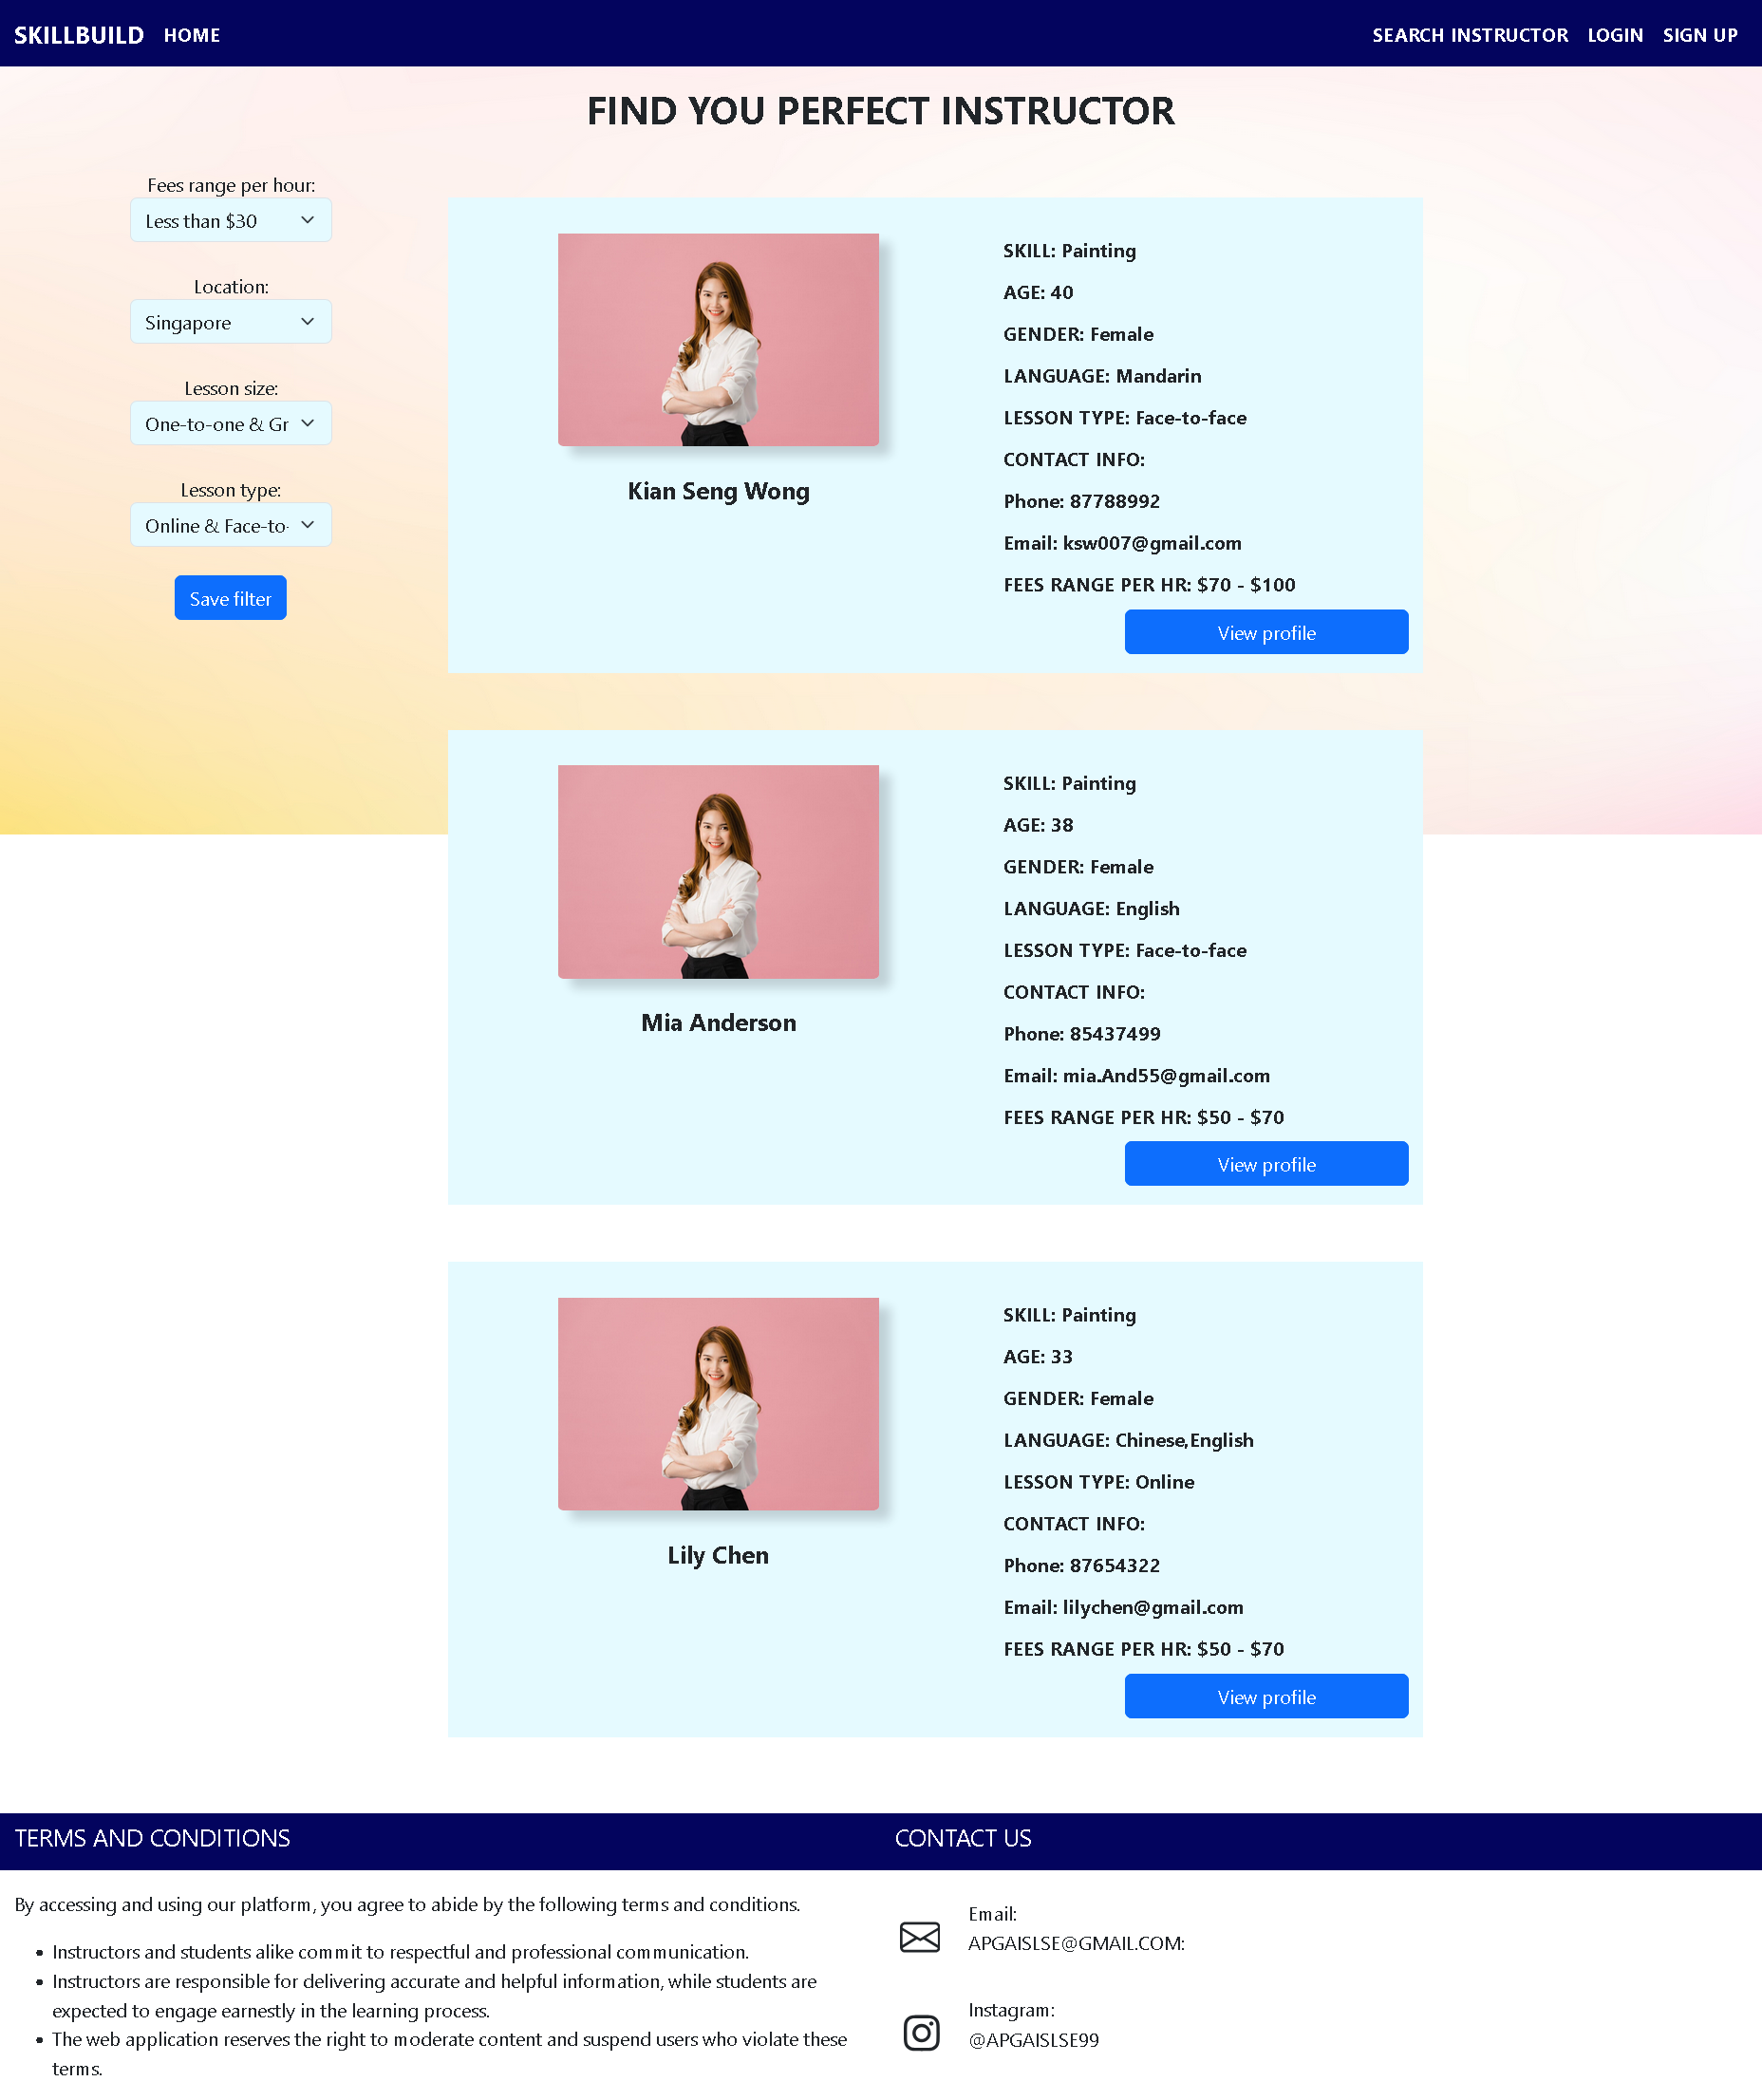 SKILLBUILD HOME SEARCH INSTRUCTOR LOGIN SIGN UP
FIND YOU PERFECT INSTRUCTOR
Fees range per hour:
Less than $30
Location:
Singapore
Lesson size:
One-to-one & Gr
Lesson type:
Online & Face-to-
Save filter
Kian Seng Wong
SKILL: Painting
AGE: 40
GENDER: Female
LANGUAGE: Mandarin
LESSON TYPE: Face-to-face
CONTACT INFO:
Phone: 87788992
Email: ksw007@gmail.com
FEES RANGE PER HR: $70 - $100
View profile
Mia Anderson
SKILL: Painting
AGE: 38
GENDER: Female
LANGUAGE: English
LESSON TYPE: Face-to-face
CONTACT INFO:
Phone: 85437499
Email: mia.And55@gmail.com
FEES RANGE PER HR: $50 - $70
View profile
Lily Chen
SKILL: Painting
AGE: 33
GENDER: Female
LANGUAGE: Chinese,English
LESSON TYPE: Online
CONTACT INFO:
Phone: 87654322
Email: lilychen@gmail.com
FEES RANGE PER HR: $50 - $70
View profile
TERMS AND CONDITIONS
By accessing and using our platform, you agree to abide by the following terms and conditions.
• Instructors and students alike commit to respectful and professional communication.
• Instructors are responsible for delivering accurate and helpful information, while students are
expected to engage earnestly in the learning process.
• The web application reserves the right to moderate content and suspend users who violate these
terms.
CONTACT US
Email:
APGAISLSE@GMAIL.COM:
Instagram:
@APGAISLSE99